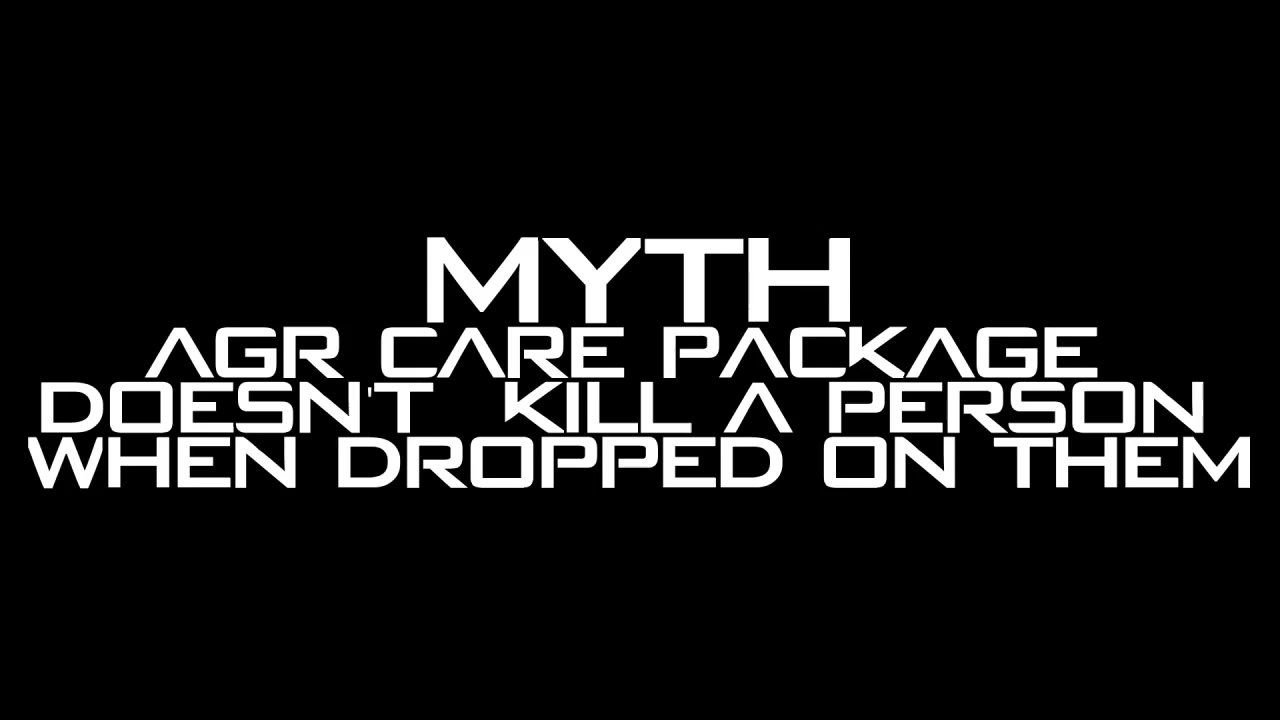 MYTH
AGR CARE PACKAGE
DOESN'T KILL A PERSON
WHEN DROPPED ON THEM